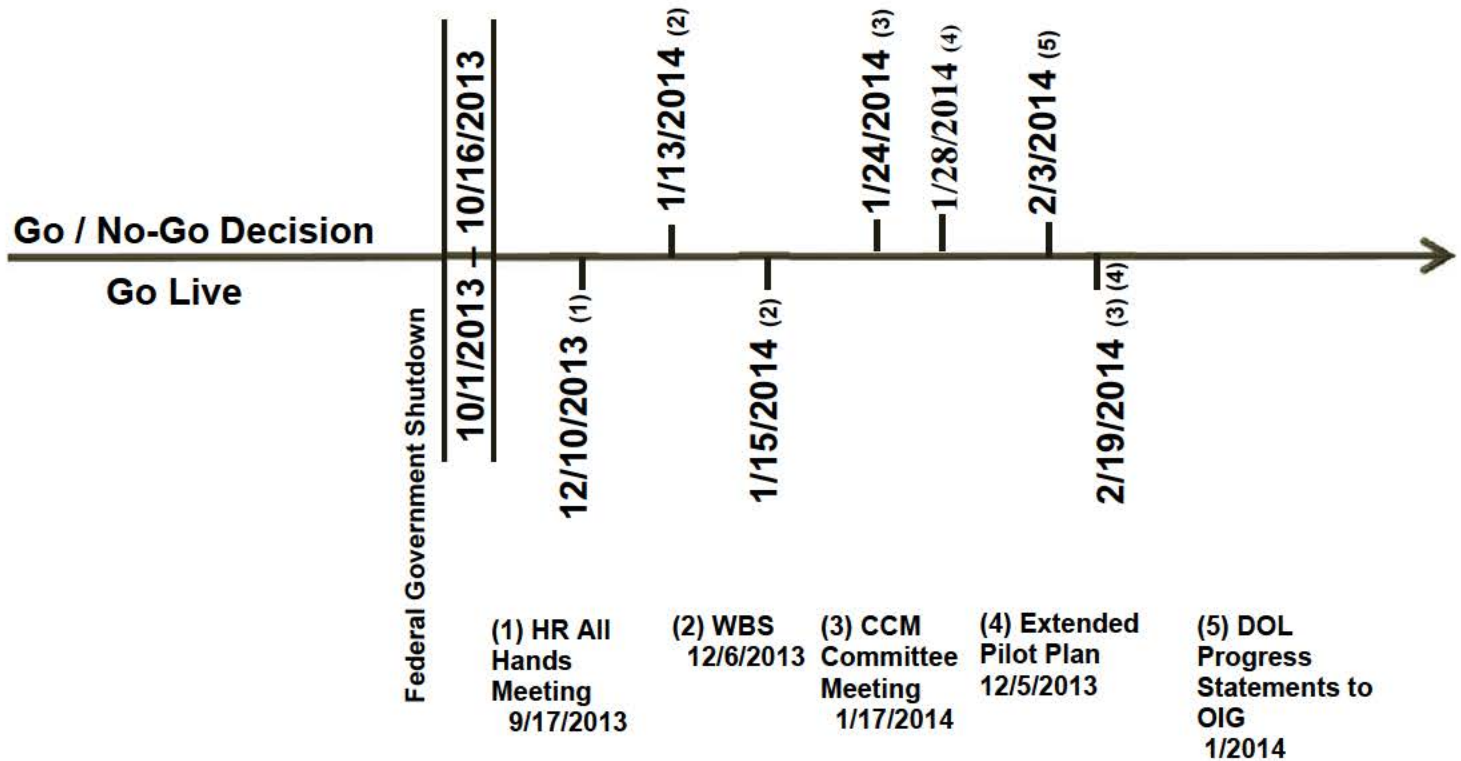 Go / No-Go Decision
Go Live
Federal Government Shutdown
10/1/2013 – 10/16/2013
1/13/2014 (2)
1/24/2014 (3)
1/28/2014 (4)
2/3/2014 (5)
12/10/2013 (1)
1/15/2014 (2)
2/19/2014 (3) (4)
(1) HR All
Hands
Meeting
9/17/2013
(2) WBS
12/6/2013
(3) CCM
Committee
Meeting
1/17/2014
(4) Extended
Pilot Plan
12/5/2013
(5) DOL
Progress
Statements to
OIG
1/2014